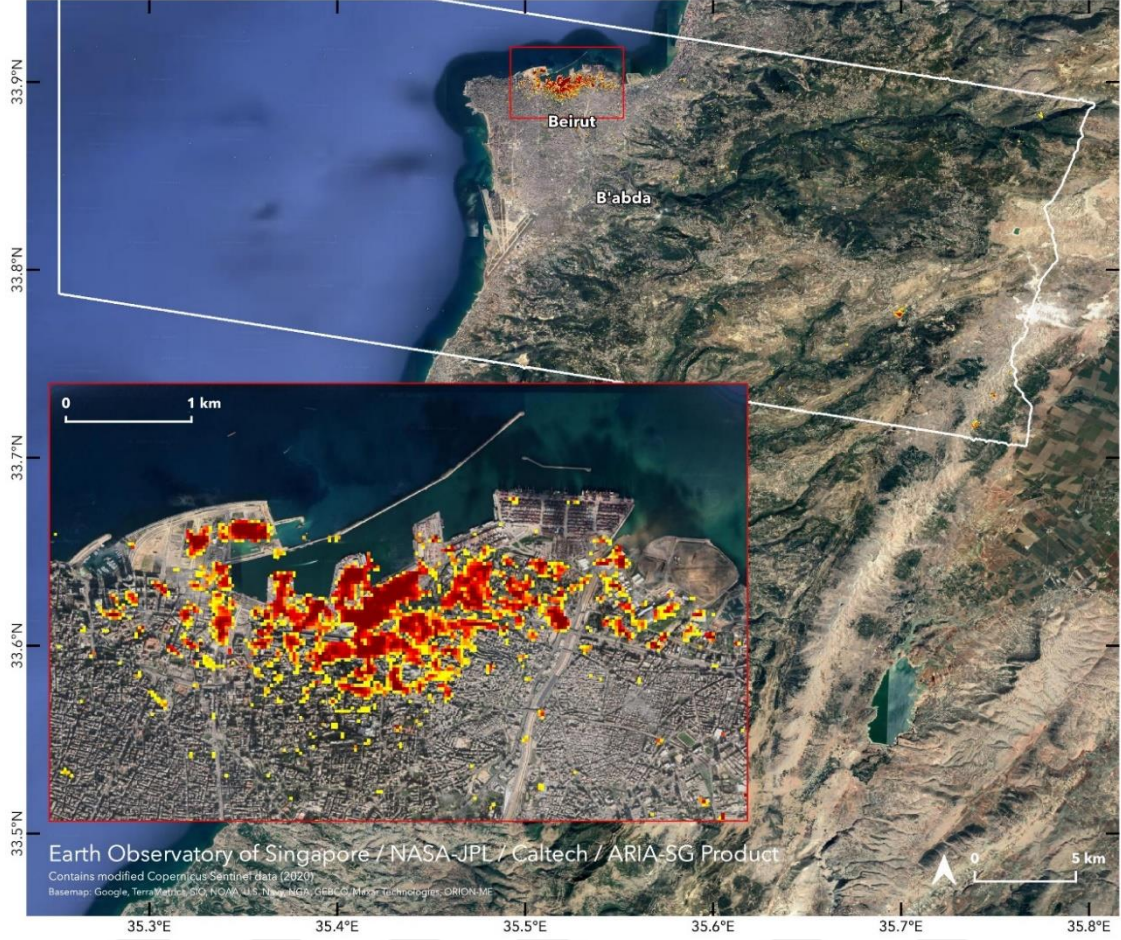 33.9°N
Beirut
B'abda
33.8°N
0 1 km
33.7°N
33.6°N
33.5°N
Earth Observatory of Singapore / NASA-JPL / Caltech / ARIA-SG Product
Contains modified Copernicus Sentinel data (2020)
Basemap: Google, TerraMetrics, SIO, NOAA, U.S. Navy, NGA, GEBCO, Maxar Technologies, ORION-ME
0 5 km
35.3°E 35.4°E 35.5°E 35.6°E 35.7°E 35.8°E